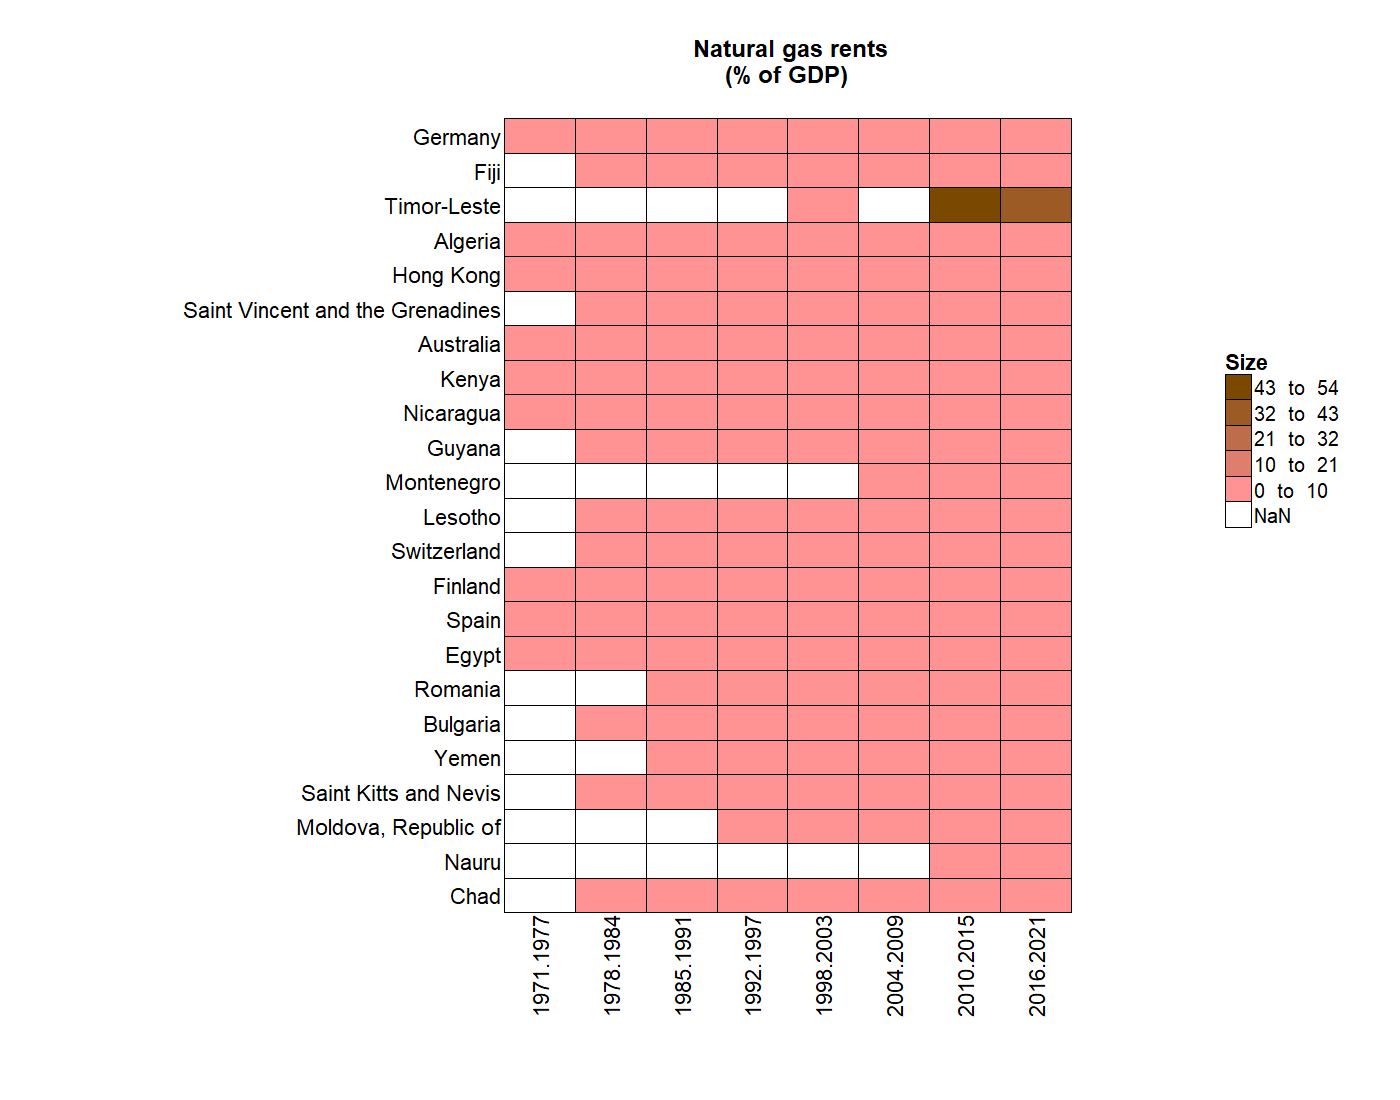 Natural gas rents
(% of GDP)
Germany
Fiji
Timor-Leste
Algeria
Hong Kong
Saint Vincent and the Grenadines
Australia
Kenya
Nicaragua
Guyana
Montenegro
Lesotho
Switzerland
Finland
Spain
Egypt
Romania
Bulgaria
Yemen
Saint Kitts and Nevis
Moldova, Republic of
Nauru
Chad
1971.1977
1978.1984
1985.1991
1992.1997
1998.2003
2004.2009
2010.2015
2016.2021
Size
43 to 54
32 to 43
21 to 32
10 to 21
0 to 10
NaN